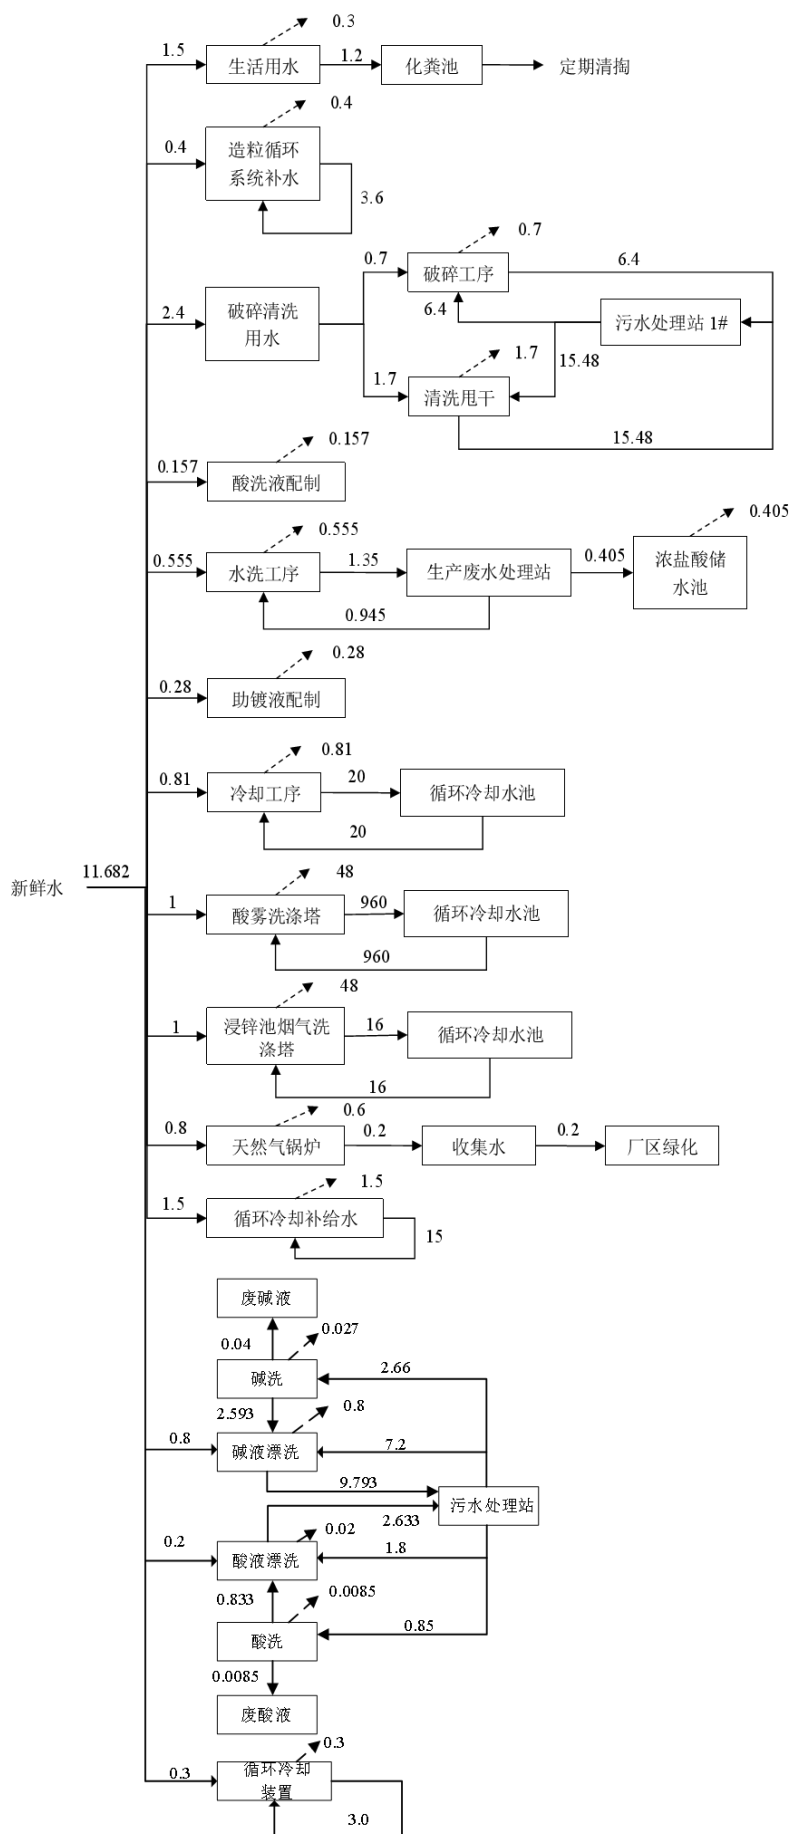 0.3
1.5
生活用水
1.2
化粪池
定期清掏
0.4
0.4
造粒循环
系统补水
3.6
0.7
0.7
破碎工序
6.4
2.4
破碎清洗
用水
6.4
污水处理站 1#
1.7
15.48
1.7
清洗甩干
15.48
0.157
0.157
酸洗液配制
0.405
0.555
0.555
水洗工序
1.35
生产废水处理站
0.405
浓盐酸储
水池
0.945
0.28
0.28
助镀液配制
0.81
0.81
冷却工序
20
循环冷却水池
20
新鲜水
11.682
48
1
酸雾洗涤塔
960
循环冷却水池
960
48
1
浸锌池烟气洗
涤塔
16
循环冷却水池
16
0.6
0.8
天然气锅炉
0.2
收集水
0.2
厂区绿化
1.5
1.5
循环冷却补给水
15
废碱液
0.04
0.027
碱洗
2.66
2.593
0.8
0.8
碱液漂洗
7.2
9.793
污水处理站
2.633
0.02
0.2
酸液漂洗
1.8
0.833
0.0085
酸洗
0.85
0.0085
废酸液
0.3
0.3
循环冷却
装置
3.0